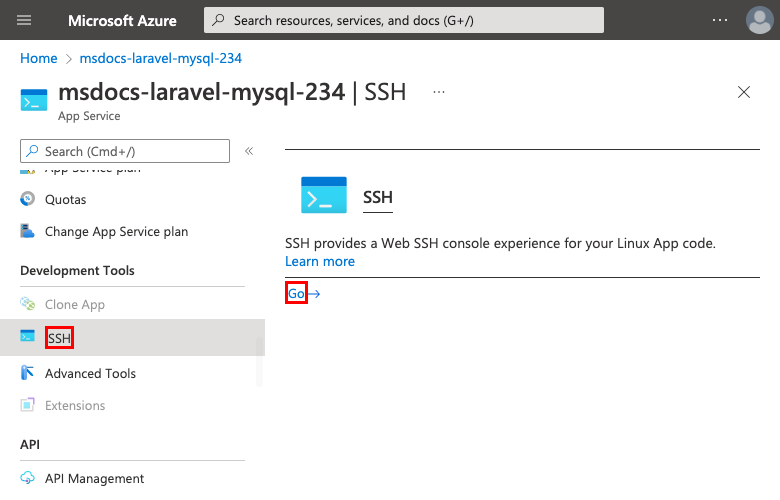 Microsoft Azure
Search resources, services, and docs (G+/)
Home > msdocs-laravel-mysql-234
msdocs-laravel-mysql-234 | SSH
App Service
Search (Cmd+/)
App Service plan
Quotas
Change App Service plan
Development Tools
Clone App
SSH
Advanced Tools
Extensions
API
API Management
SSH
SSH provides a Web SSH console experience for your Linux App code.
Learn more
Go→